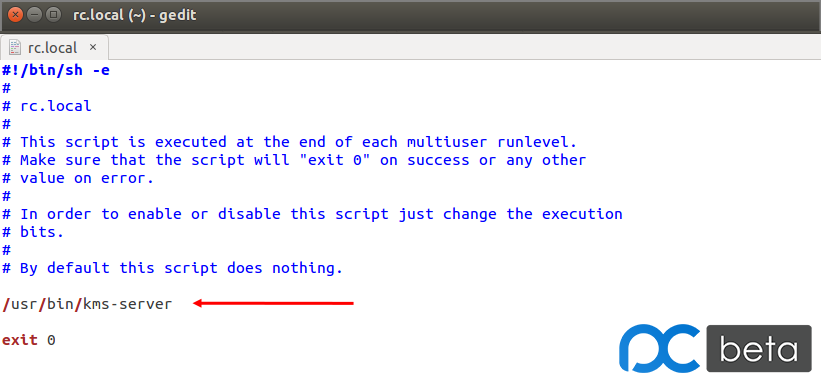 rc.local (~) - gedit
rc.local ×
#!/bin/sh -e
#
# rc.local
#
# This script is executed at the end of each multiuser runlevel.
# Make sure that the script will "exit 0" on success or any other
# value on error.
#
# In order to enable or disable this script just change the execution
# bits.
#
# By default this script does nothing.
/usr/bin/kms-server
exit 0
pc beta